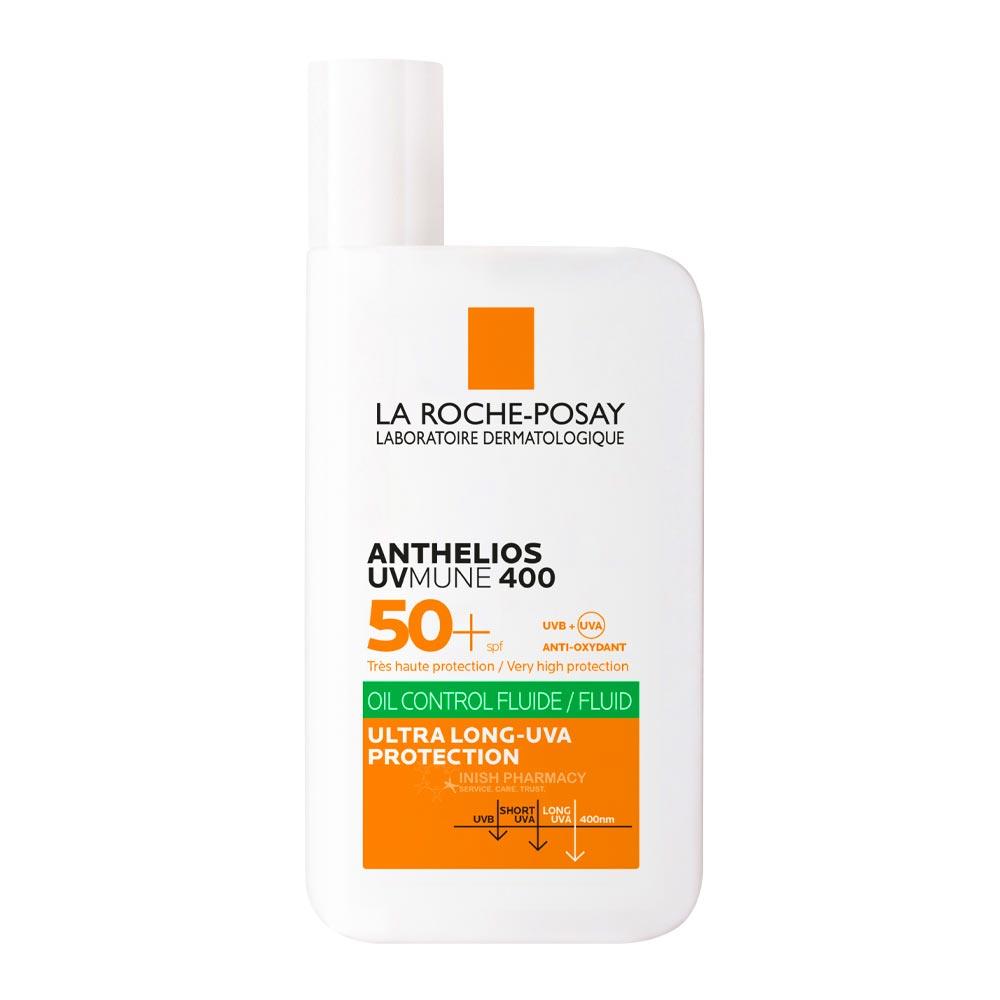 LA ROCHE-POSAY
LABORATOIRE DERMATOLOGIQUE
ANTHELIOS
UVMUNE 400
50+ spf
UVB + UVA
ANTI-OXYDANT
Très haute protection / Very high protection
OIL CONTROL FLUIDE / FLUID
ULTRA LONG-UVA
PROTECTION
INISH PHARMACY
SERVICE. CARE. TRUST.
UVB
SHORT
UVA
LONG
UVA
400nm